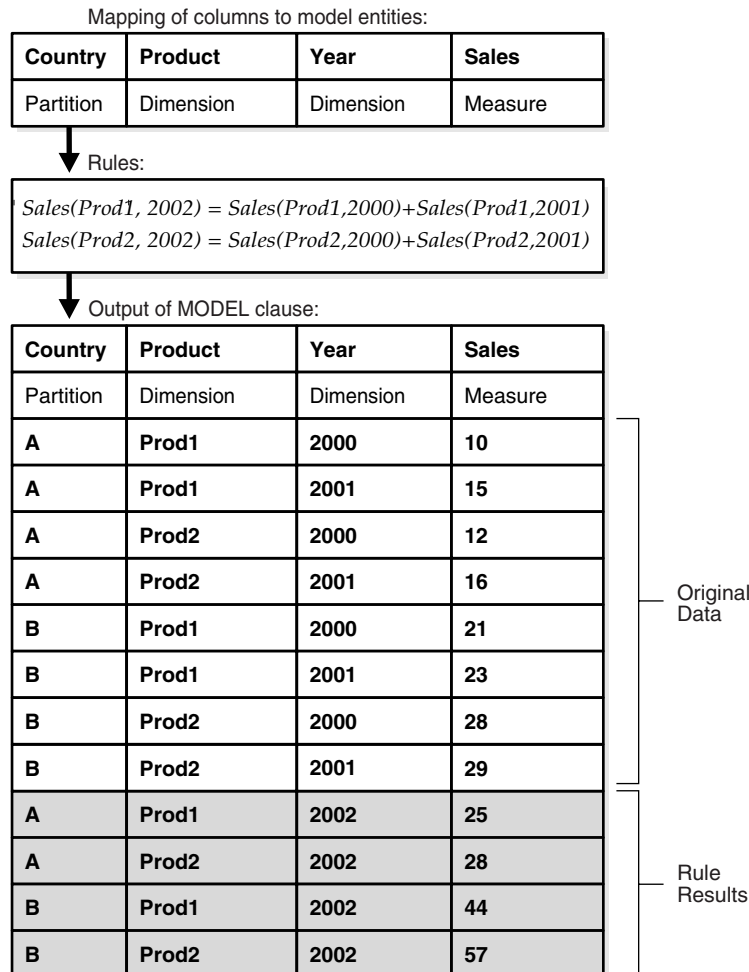 Mapping of columns to model entities:
Country Product Year Sales
Partition Dimension Dimension Measure
Rules:
Sales(Prod1, 2002) = Sales(Prod1,2000)+Sales(Prod1,2001)
Sales(Prod2, 2002) = Sales(Prod2,2000)+Sales(Prod2,2001)
Output of MODEL clause:
Country Product Year Sales
Partition Dimension Dimension Measure
A Prod1 2000 10
A Prod1 2001 15
A Prod2 2000 12
A Prod2 2001 16
B Prod1 2000 21
B Prod1 2001 23
B Prod2 2000 28
B Prod2 2001 29
Original
Data
A Prod1 2002 25
A Prod2 2002 28
B Prod1 2002 44
B Prod2 2002 57
Rule
Results